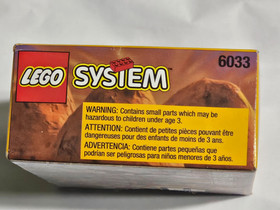 6033
LEGO SYSTEM
WARNING: Contains small parts which may be
hazardous to children under age 3.
ATTENTION: Contient de petites pièces pouvant être
dangereuses pour des enfants de moins de 3 ans.
ADVERTENCIA: Contiene partes pequeñas que
podrían ser peligrosas para niños menores de 3 años.